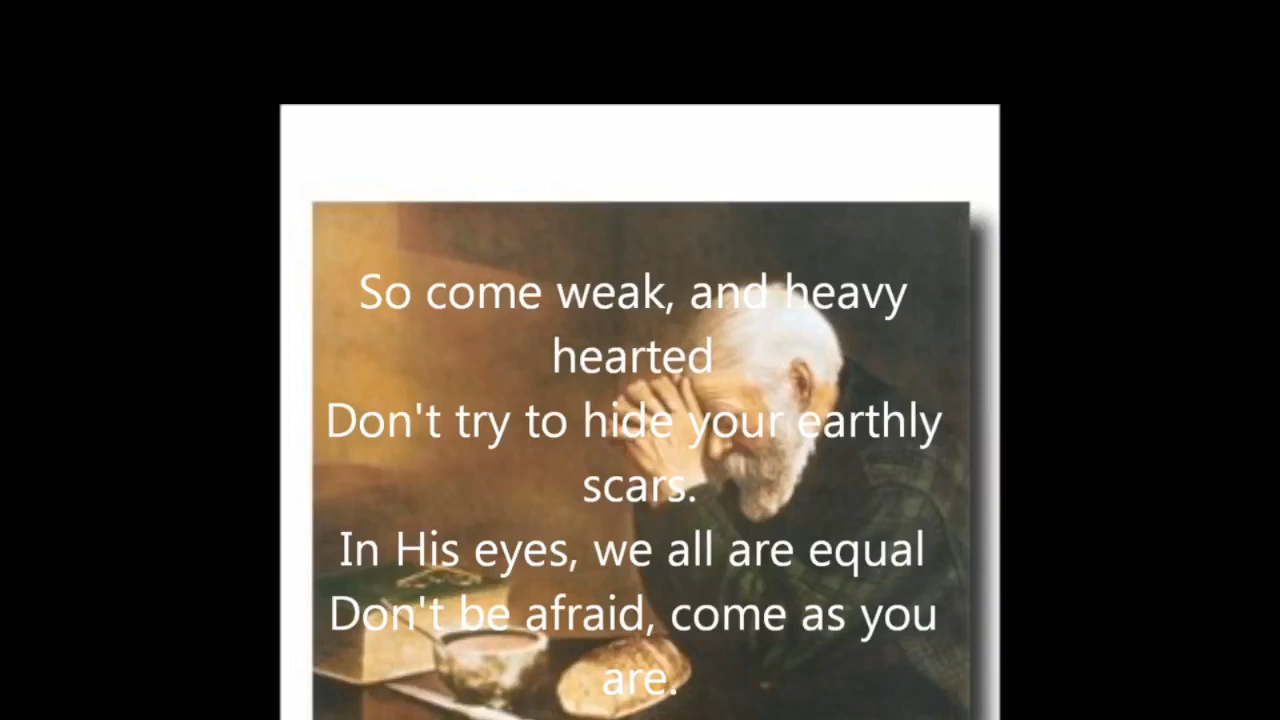 So come weak, and heavy
hearted
Don't try to hide your earthly
scars.
In His eyes, we all are equal
Don't be afraid, come as you
are.